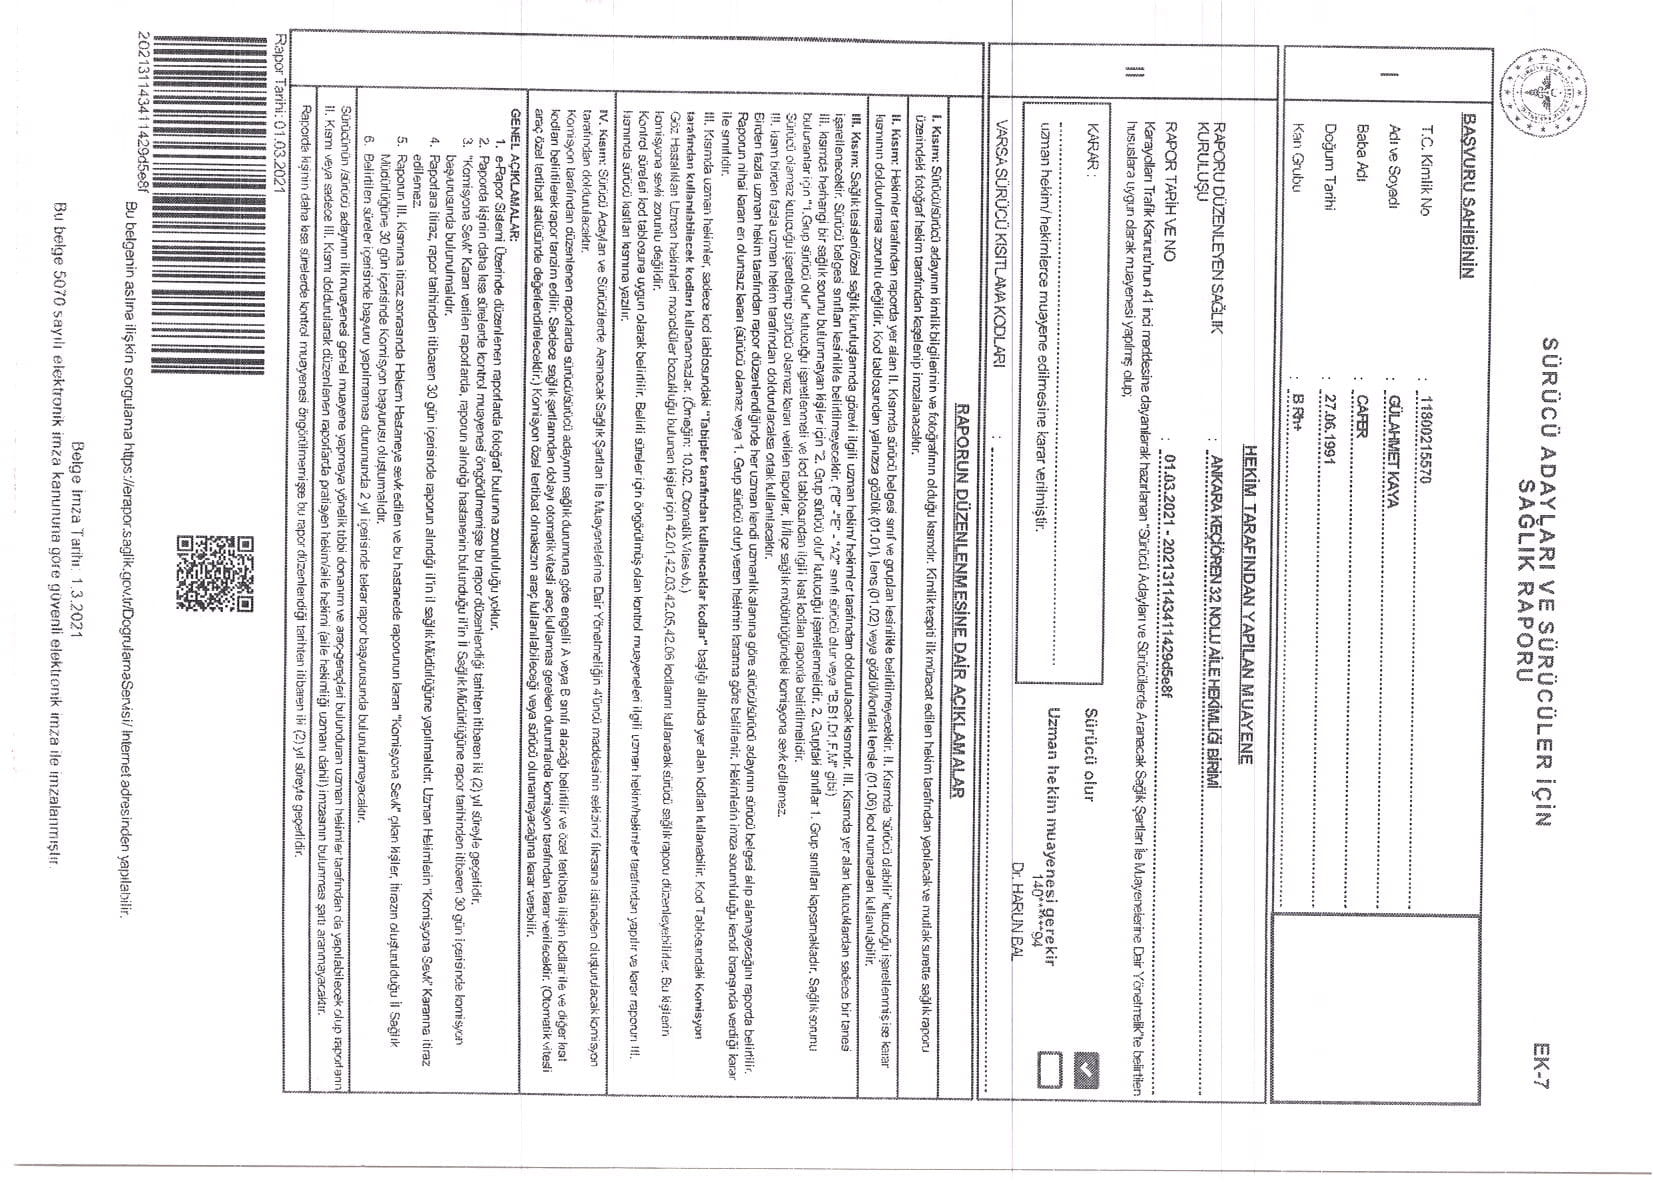 SÜRÜCÜ ADAYLARI VE SÜRÜCÜLER İÇİN
SAĞLIK RAPORU
EK-7
I
BAŞVURU SAHİBİNİN
T.C. Kimlik No : 11800215570
Adı ve Soyadı : GÜLAHMET KAYA
Baba Adı : CAFER
Doğum Tarihi : 27.06.1991
Kan Grubu : B Rh+
II
HEKİM TARAFINDAN YAPILAN MUAYENE
RAPORU DÜZENLEYEN SAĞLIK
KURULUŞU : ANKARA KEÇİÖREN 32 NOLU AİLE HEKİMLİĞİ BİRİMİ
RAPOR TARİH VE NO : 01.03.2021 - 202131143411429d5e8f
Karayolları Trafik Kanunu'nun 41 inci maddesine dayanılarak hazırlanan "Sürücü Adayları ve Sürücülerde Aranacak Sağlık Şartları İle Muayenelerine Dair Yönetmelik"te belirtilen
hususlara uygun olarak muayenesi yapılmış olup;
KARAR :
uzman hekim/ hekimlerce muayene edilmesine karar verilmiştir.
Sürücü olur
Uzman hekim muayenesi gerekir
140******94
Dr. HARUN BAL
VARSA SÜRÜCÜ KISITLAMA KODLARI :
RAPORUN DÜZENLENMESİNE DAİR AÇIKLAMALAR
I. Kısım: Sürücü/sürücü adayının kimlik bilgilerinin ve fotoğrafının olduğu kısımdır. Kimlik tespiti ilk müracat edilen hekim tarafından yapılacak ve mutlak surette sağlık raporu
üzerindeki fotoğraf hekim tarafından kaşelenip imzalanacaktır.
II. Kısım: Hekimler tarafından raporda yer alan II. Kısımda sürücü belgesi sınıf ve grupları kesinlikle belirtilmeyecektir. II. Kısımda "sürücü olabilir" kutucuğu işaretlenmiş ise karar
kısmının doldurulması zorunlu değildir. Kod tablosundan yalnızca gözlük (01.01), lens (01.02) veya gözlük/kontakt lensle (01.06) kod numaraları kullanılabilir.
III. Kısım: Sağlık tesisleri/özel sağlık kuruluşlarında görevli ilgili uzman hekim/ hekimler tarafından doldurulacak kısımdır. III. Kısımda yer alan kutucuklardan sadece bir tanesi
işaretlenecektir. Sürücü belgesi sınıfları kesinlikle belirtilmeyecektir. ("B" -"E" - "A2" sınıfı sürücü olur veya "B,B1,D1,F,M" gibi)
III. kısımda herhangi bir sağlık sorunu bulunmayan kişiler için "2. Grup sürücü olur" kutucuğu işaretlenmelidir. 2. Gruptaki sınıflar 1. Grup sınıfları kapsamaktadır. Sağlık sorunu
bulunanlar için "1.Grup sürücü olur" kutucuğu işaretlenmeli ve kod tablosundan ilgili kısıt kodları raporda belirtilmelidir.
Sürücü olamaz kutucuğu işaretlenip sürücü olamaz kararı verilen raporlar, İl/İlçe sağlık müdürlüğündeki komisyona sevk edilemez.
III. kısım birden fazla uzman hekim tarafından doldurulacaksa ortak kullanılacaktır.
Birden fazla uzman hekim tarafından rapor düzenlendiğinde her uzman kendi uzmanlık alanına göre sürücü/sürücü adayının sürücü belgesi alıp alamayacağını raporda belirtilir.
Raporun nihai kararı en olumsuz kararı (sürücü olamaz veya 1. Grup sürücü olur) veren hekimin kararına göre belirlenir. Hekimlerin imza sorumluluğu kendi branşında verdiği karar
ile sınırlıdır.
III. Kısımda uzman hekimler, sadece kod tablosundaki "Tabipler tarafından kullanıcaklar kodlar" başlığı altında yer alan kodları kullanabilir. Kod Tablosundaki Komisyon
tarafından kullanılabilecek kodları kullanamazlar. (Örneğin: 10.02. Otomatik Vites vb.)
Göz Hastalıkları Uzman hekimleri monoküler bozukluğu bulunan kişiler için 42.01,42.03,42.05,42.06 kodlarını kullanarak sürücü sağlık raporu düzenleyebilirler. Bu kişilerin
komisyona sevki zorunlu değildir.
Kontrol süreleri kod tablosuna uygun olarak belirtilir. Belirli süreler için öngörülmüş olan kontrol muayeneleri ilgili uzman hekim/hekimler tarafından yapılır ve karar raporun III.
kısmında sürücü kısıtları kısmına yazılır.
IV. Kısım: Sürücü Adayları ve Sürücülerde Aranacak Sağlık Şartları İle Muayenelerine Dair Yönetmeliğin 4'üncü maddesinin sekizinci fıkrasına istinaden oluşturulacak komisyon
tarafından doldurulacaktır.
Komisyon tarafından düzenlenen raporlarda sürücü/sürücü adayının sağlık durumuna göre engelli A veya B sınıfı alacağı belirtilir ve özel tertibata ilişkin kodlar ile ve diğer kısıt
kodları belirtilerek rapor tanzim edilir. Sadece sağlık şartlarından dolayı otomatik vitesli araç kullanası gereken durumlarda komisyon tarafından karar verilecektir. (Otomatik vitesli
araç özel tertibat statüsünde değerlendirelecektir.) Komisyon özel tertibat olmaksızın araç kullanılabileceği veya sürücü olunamayacağına karar verebilir.
GENEL AÇIKLAMALAR:
1. e-Rapor Sistemi Üzerinde düzenlenen raporlarda fotoğraf bulunma zorunluluğu yoktur.
2. Raporda kişinin daha kısa sürelerde kontrol muayenesi öngörülmemişse bu rapor düzenlendiği tarihten itibaren iki (2) yıl süreyle geçerlidir.
3. "Komisyona Sevk" Kararı verilen raporlarda, raporun alındığı hastanenin bulunduğu il'in İl Sağlık Müdürlüğüne rapor tarihinden itibaren 30 gün içerisinde komisyon
başvurusunda bulunulmalıdır.
4. Raporlara itiraz, rapor tarihinden itibaren 30 gün içerisinde raporun alındığı il'in il sağlık Müdürlüğüne yapılmalıdır. Uzman Hekimlerin "Komisyona Sevk" Kararına itiraz
edilemez.
5. Raporun III. Kısmına itiraz sonrasında Hakem Hastaneye sevk edilen ve bu hastanede raporunun kararı "Komisyona Sevk" çıkan kişiler, İtirazın oluşturulduğu İl Sağlık
Müdürlüğüne 30 gün içerisinde Komisyon başvurusu oluşturmalıdır.
6. Belirtilen süreler içerisinde başvuru yapılmaması durumunda 2 yıl içerisinde tekrar rapor başvurusunda bulunulamayacaktır.
Sürücünün /sürücü adayının ilk muayenesi genel muayene yapmaya yönelik tıbbi donanım ve araç-gereçleri bulunduran uzman hekimler tarafından da yapılabilecek olup raporların
II. Kısmı veya sadece III. Kısmı doldurularak düzenlenen raporlarda pratisyen hekim/aile hekimi (aile hekimliği uzmanı dahil) imzasının bulunması şartı aranmayacaktır.
Raporda kişinin daha kısa sürelerde kontrol muayenesi öngörülmemişse bu rapor düzenlendiği tarihten itibaren iki (2) yıl süreyle geçerlidir.
Rapor Tarihi: 01.03.2021
202131143411429d5e8f
Bu belgenin aslına ilişkin sorgulama https://erapor.saglik.gov.tr/DogrulamaServisi/ Internet adresinden yapılabilir.
Belge İmza Tarihi: 1.3.2021
Bu belge 5070 sayılı elektronik imza kanununa göre güvenli elektronik imza ile imzalanmıştır.